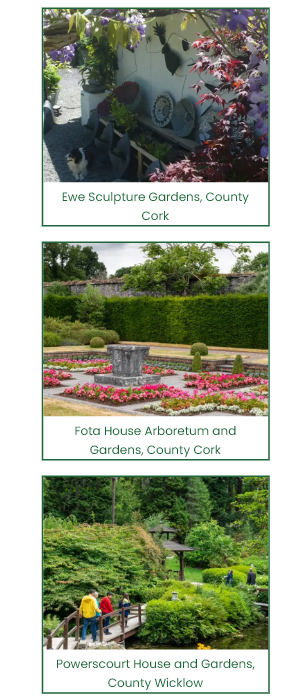 Ewe Sculpture Gardens, County
Cork
Fota House Arboretum and
Gardens, County Cork
Powerscourt House and Gardens,
County Wicklow